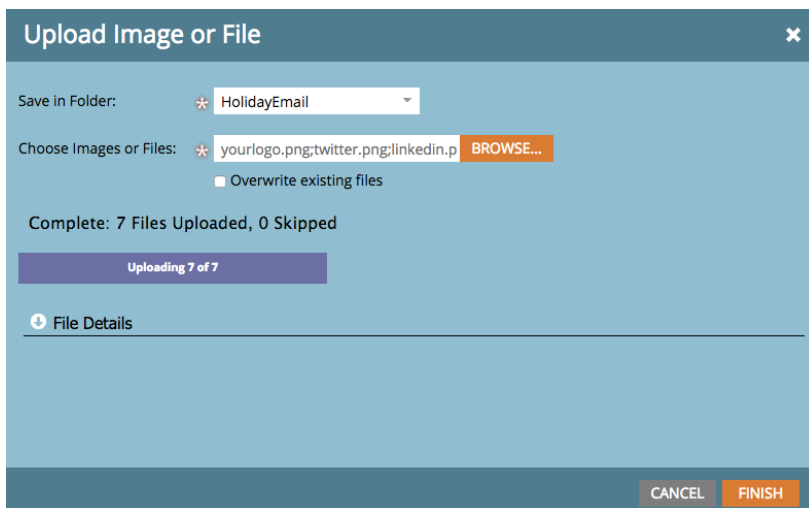 Upload Image or File
Save in Folder: * HolidayEmail
Choose Images or Files: * yourlogo.png;twitter.png;linkedin.p BROWSE...
Overwrite existing files
Complete: 7 Files Uploaded, 0 Skipped
Uploading 7 of 7
File Details
CANCEL FINISH